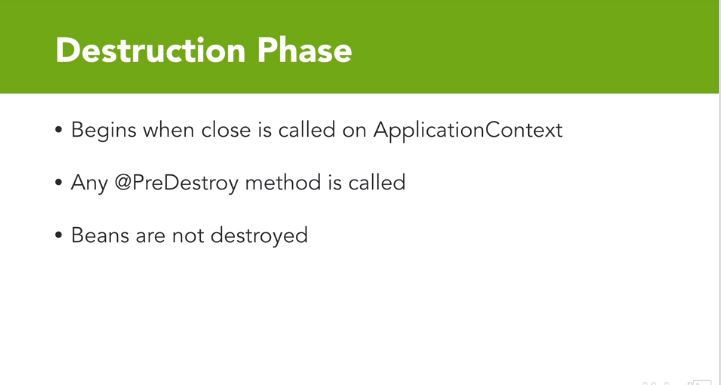 Destruction Phase
• Begins when close is called on ApplicationContext
• Any @PreDestroy method is called
• Beans are not destroyed